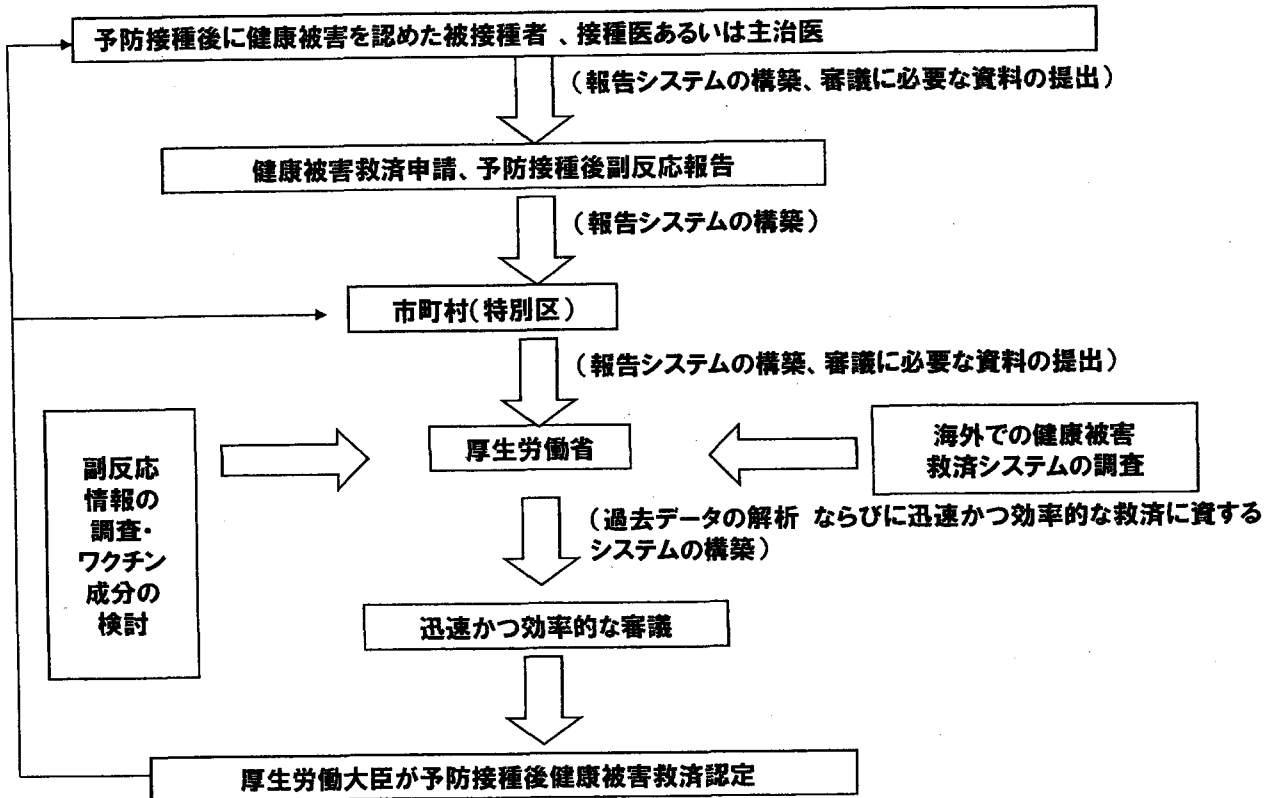 予防接種後に健康被害を認めた被接種者 、接種医あるいは主治医
（報告システムの構築、審議に必要な資料の提出）
健康被害救済申請、予防接種後副反応報告
（報告システムの構築）
市町村（特別区）
（報告システムの構築、審議に必要な資料の提出）
厚生労働省
副反応
情報の
調査・
ワクチン
成分の
検討
海外での健康被害
救済システムの調査
（過去データの解析 ならびに迅速かつ効率的な救済に資する
システムの構築）
迅速かつ効率的な審議
厚生労働大臣が予防接種後健康被害救済認定